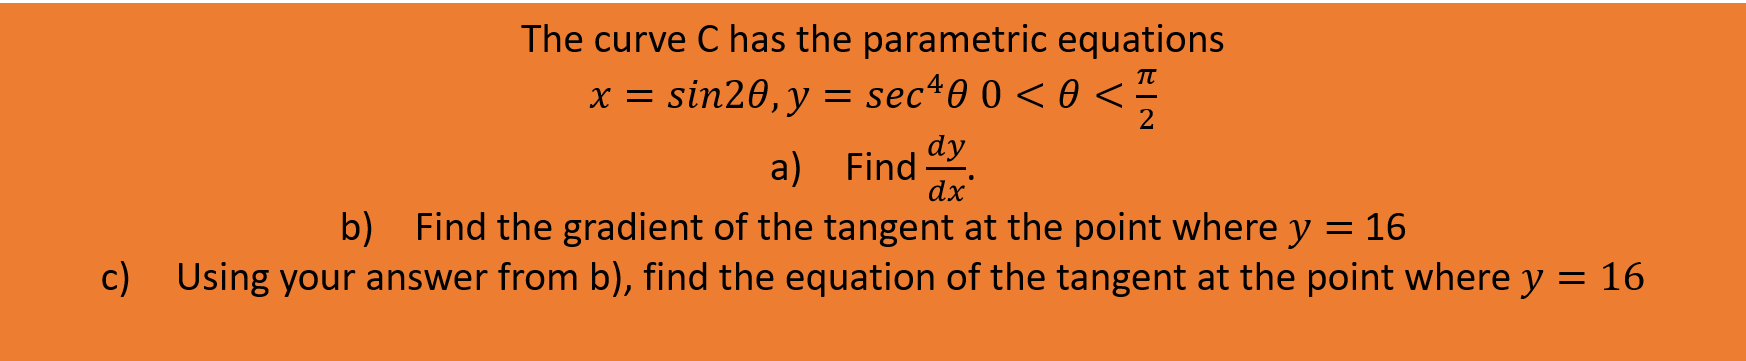 The curve C has the parametric equations
x = sin2θ, y = sec⁴θ 0 < θ < π/2
a) Find dy/dx.
b) Find the gradient of the tangent at the point where y = 16
c) Using your answer from b), find the equation of the tangent at the point where y = 16